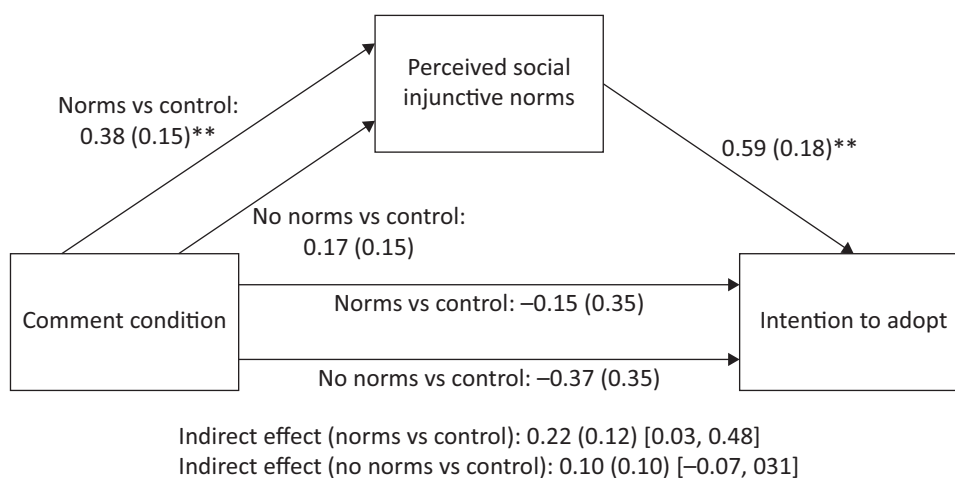 Perceived social
injunctive norms
Norms vs control:
0.38 (0.15)**
0.59 (0.18)**
No norms vs control:
0.17 (0.15)
Comment condition
Norms vs control: –0.15 (0.35)
Intention to adopt
No norms vs control: –0.37 (0.35)
Indirect effect (norms vs control): 0.22 (0.12) [0.03, 0.48]
Indirect effect (no norms vs control): 0.10 (0.10) [–0.07, 031]